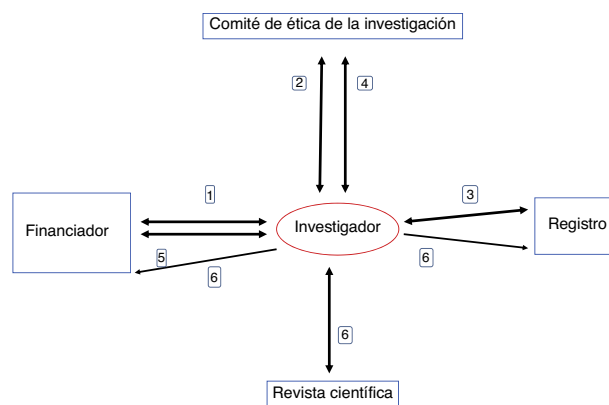 Comité de ética de la investigación
2
4
1
3
Financiador
Investigador
Registro
5
6
6
6
Revista científica